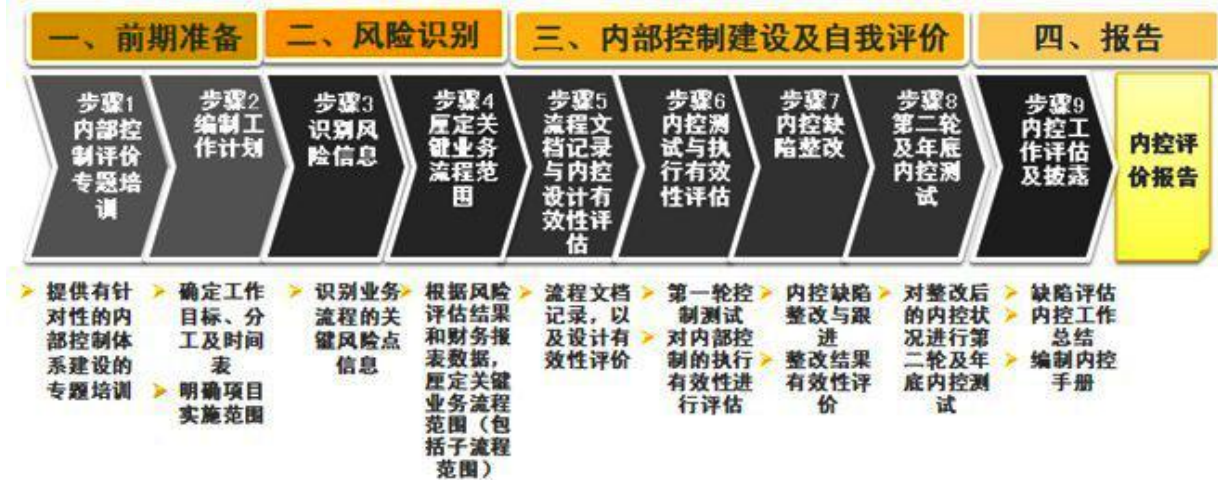 一、前期准备
二、风险识别
三、内部控制建设及自我评价
四、报告
步骤1
内部控
制评价
专题培
训
步骤2
编制工
作计划
步骤3
识别风
险信息
步骤4
厘定关
键业务
流程范
围
步骤5
流程文
档记录
与内控
设计有
效性评
估
步骤6
内控测
试与执
行有效
性评估
步骤7
内控缺
陷整改
步骤8
第二轮
及年底
内控测
试
步骤9
内控工
作评估
及披露
内控评
价报告
提供有针
对性的内
部控制体
系建设的
专题培训
确定工作
目标、分
工及时间
表
明确项目
实施范围
识别业务
流程的关
键风险点
信息
根据风险
评估结果
和财务报
表数据，
厘定关键
业务流程
范围（包
括子流程
范围）
流程文档
记录，以
及设计有
效性评价
第一轮控
制测试
对内部控
制的执行
有效性进
行评估
内控缺陷
整改与跟
进
整改结果
有效性评
价
对整改后
的内控状
况进行第
二轮及年
底内控测
试
缺陷评估
内控工作
总结
编制内控
手册